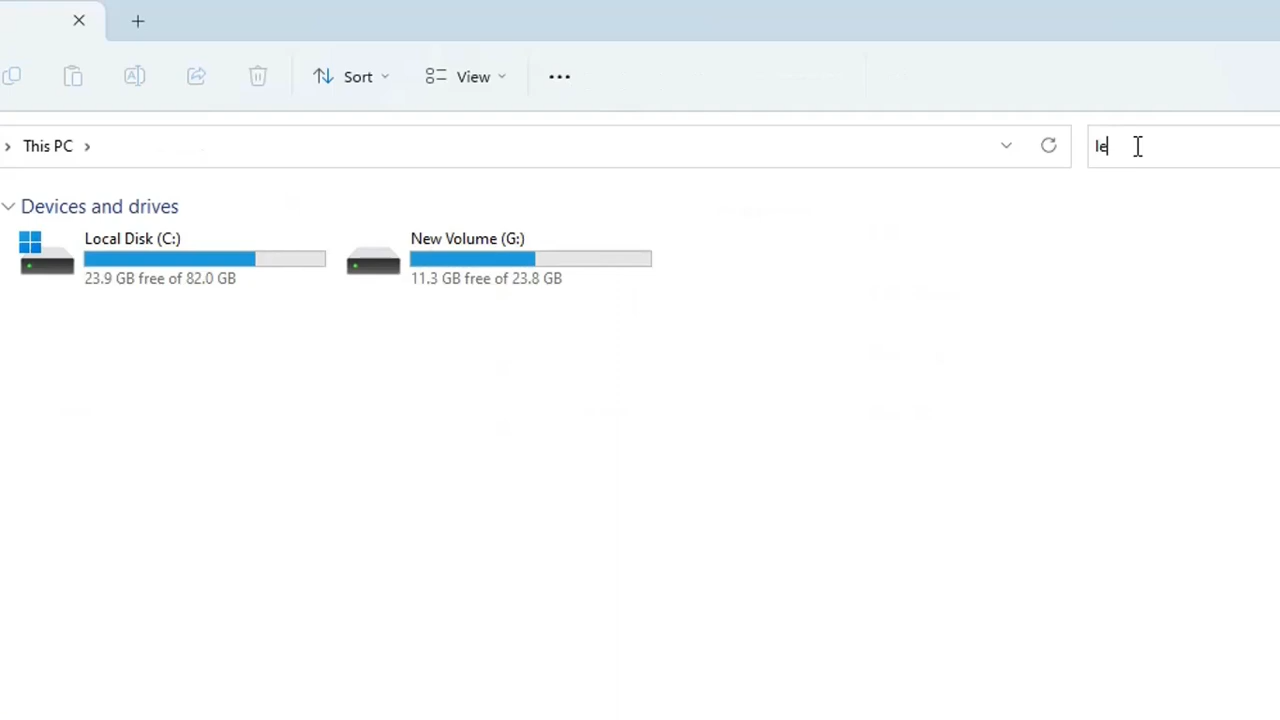 Sort
View
This PC
le
Devices and drives
Local Disk (C:)
23.9 GB free of 82.0 GB
New Volume (G:)
11.3 GB free of 23.8 GB